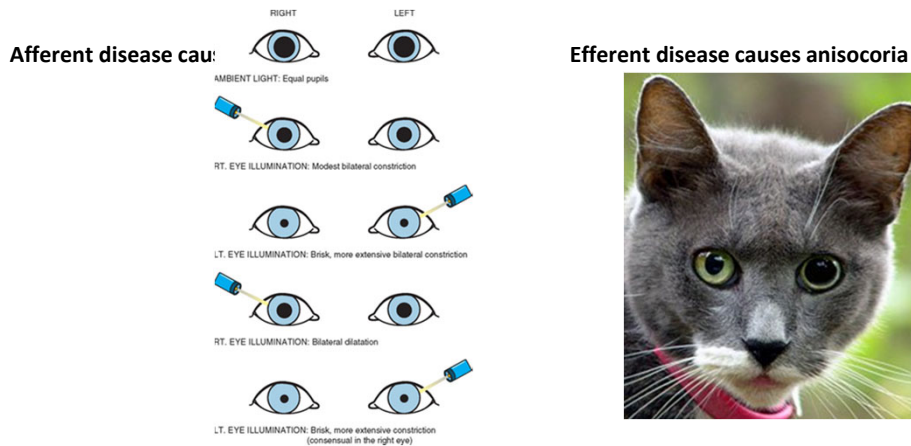 RIGHT LEFT
Afferent disease
Efferent disease causes anisocoria
AMBIENT LIGHT: Equal pupils
RT. EYE ILLUMINATION: Modest bilateral constriction
LT. EYE ILLUMINATION: Brisk, more extensive bilateral constriction
RT. EYE ILLUMINATION: Bilateral dilatation
LT. EYE ILLUMINATION: Brisk, more extensive constriction
(consensual in the right eye)